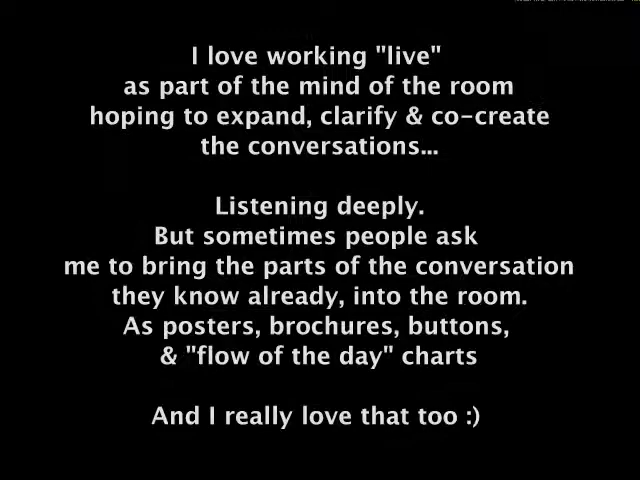 I love working "live"
as part of the mind of the room
hoping to expand, clarify & co-create
the conversations...
Listening deeply.
But sometimes people ask
me to bring the parts of the conversation
they know already, into the room.
As posters, brochures, buttons,
& "flow of the day" charts
And I really love that too :)